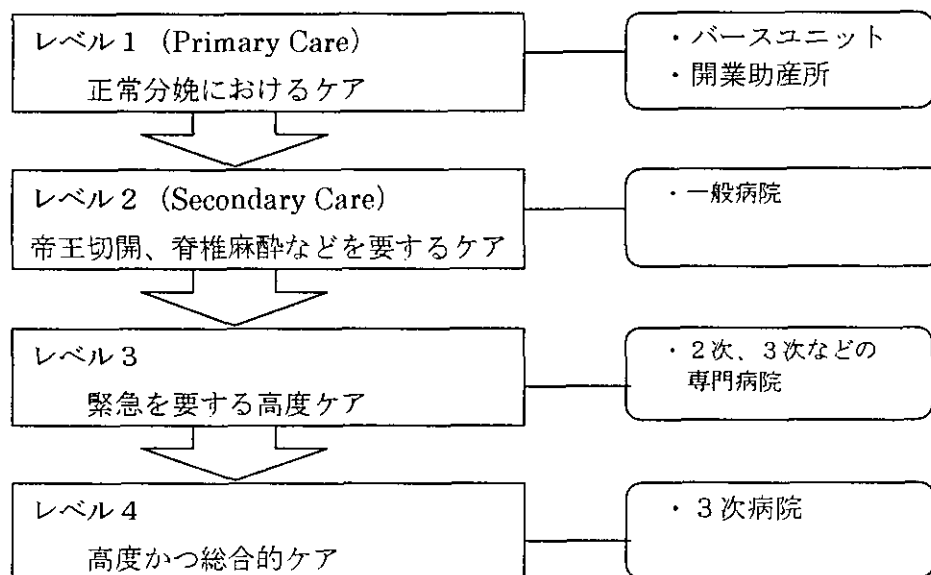 レベル１（Primary Care）
正常分娩におけるケア
・バースユニット
・開業助産所
レベル２（Secondary Care）
帝王切開、脊椎麻酔などを要するケア
・一般病院
レベル３
緊急を要する高度ケア
・２次、３次などの
専門病院
レベル４
高度かつ総合的ケア
・３次病院